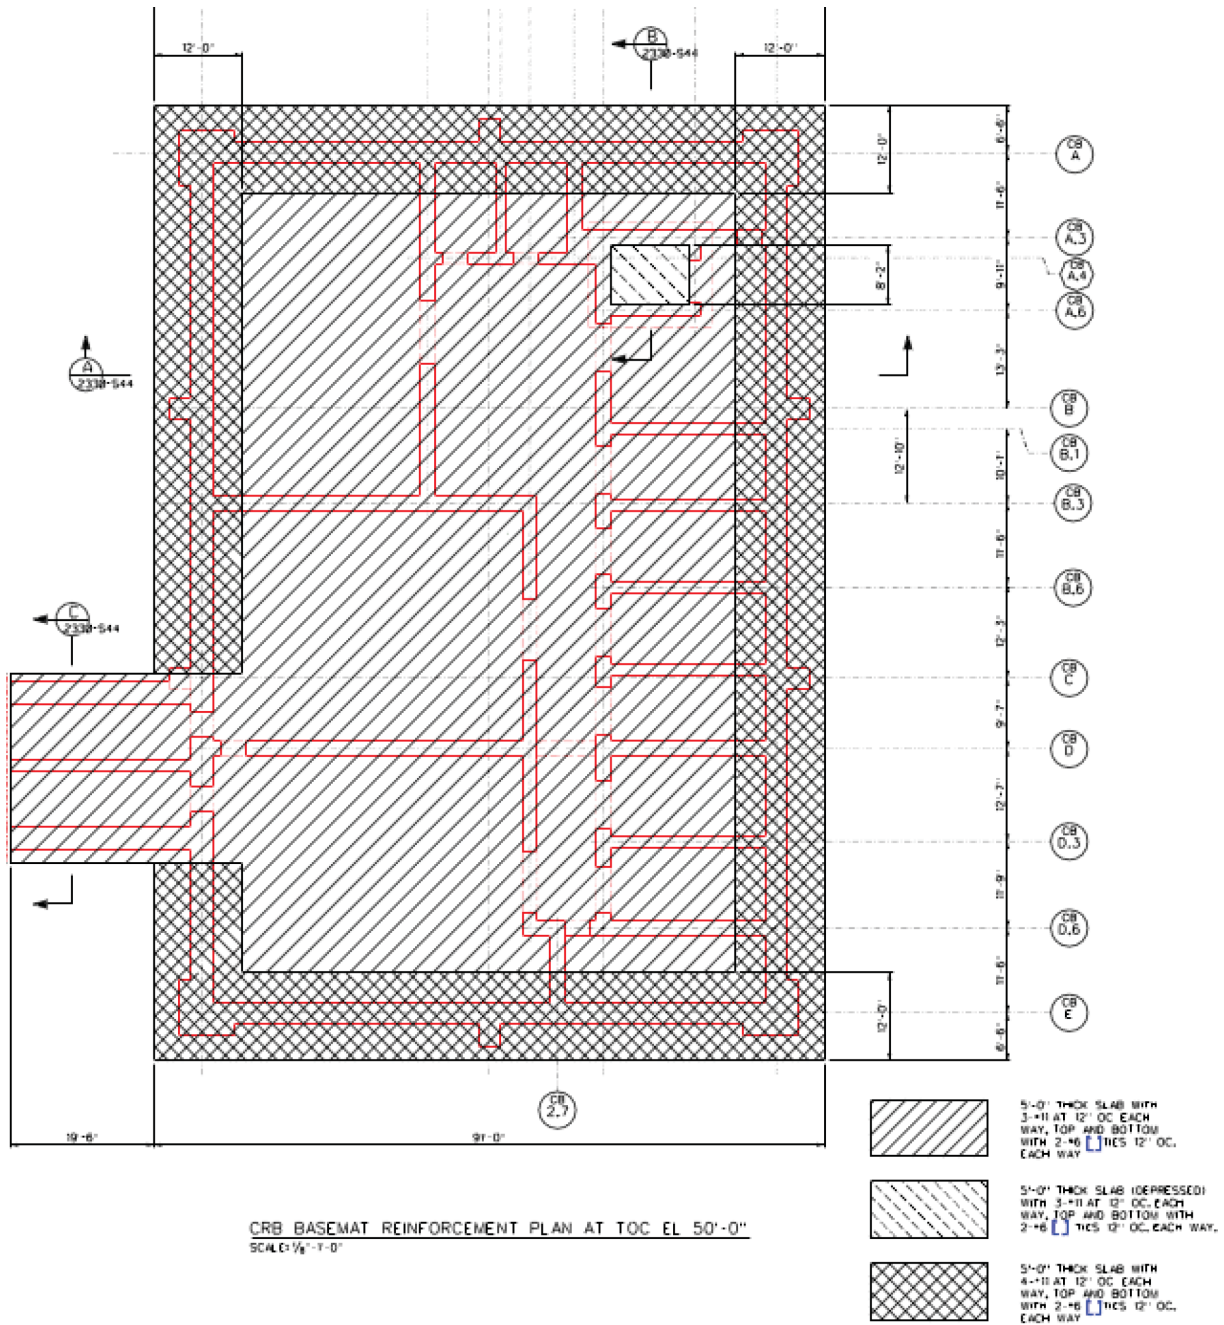 12'-0"
B
2330-S44
12'-0"
12'-0"
6'-6"
CB
A
11'-6"
CB
A.3
CB
A.4
8'-2"
9'-11"
CB
A.6
A
2330-S44
13'-3"
CB
B
12'-10"
CB
B.1
10'-1"
CB
B.3
11'-6"
CB
B.6
C
2330-S44
12'-3"
CB
C
9'-7"
CB
D
12'-7"
CB
D.3
11'-9"
CB
D.6
11'-6"
12'-0"
CB
E
6'-6"
CB
2.7
19'-6"
91'-0"
5'-0" THICK SLAB WITH
3-#11 AT 12" OC EACH
WAY, TOP AND BOTTOM
WITH 2-#6 [ ] TIES 12" OC,
EACH WAY
5'-0" THICK SLAB (DEPRESSED)
WITH 3-#11 AT 12" OC, EACH
WAY, TOP AND BOTTOM WITH
2-#6 [ ] TIES 12" OC, EACH WAY.
CRB BASEMAT REINFORCEMENT PLAN AT TOC EL 50'-0"
SCALE: 1/8"-1'-0"
5'-0" THICK SLAB WITH
4-#11 AT 12" OC EACH
WAY, TOP AND BOTTOM
WITH 2-#6 [ ] TIES 12" OC,
EACH WAY